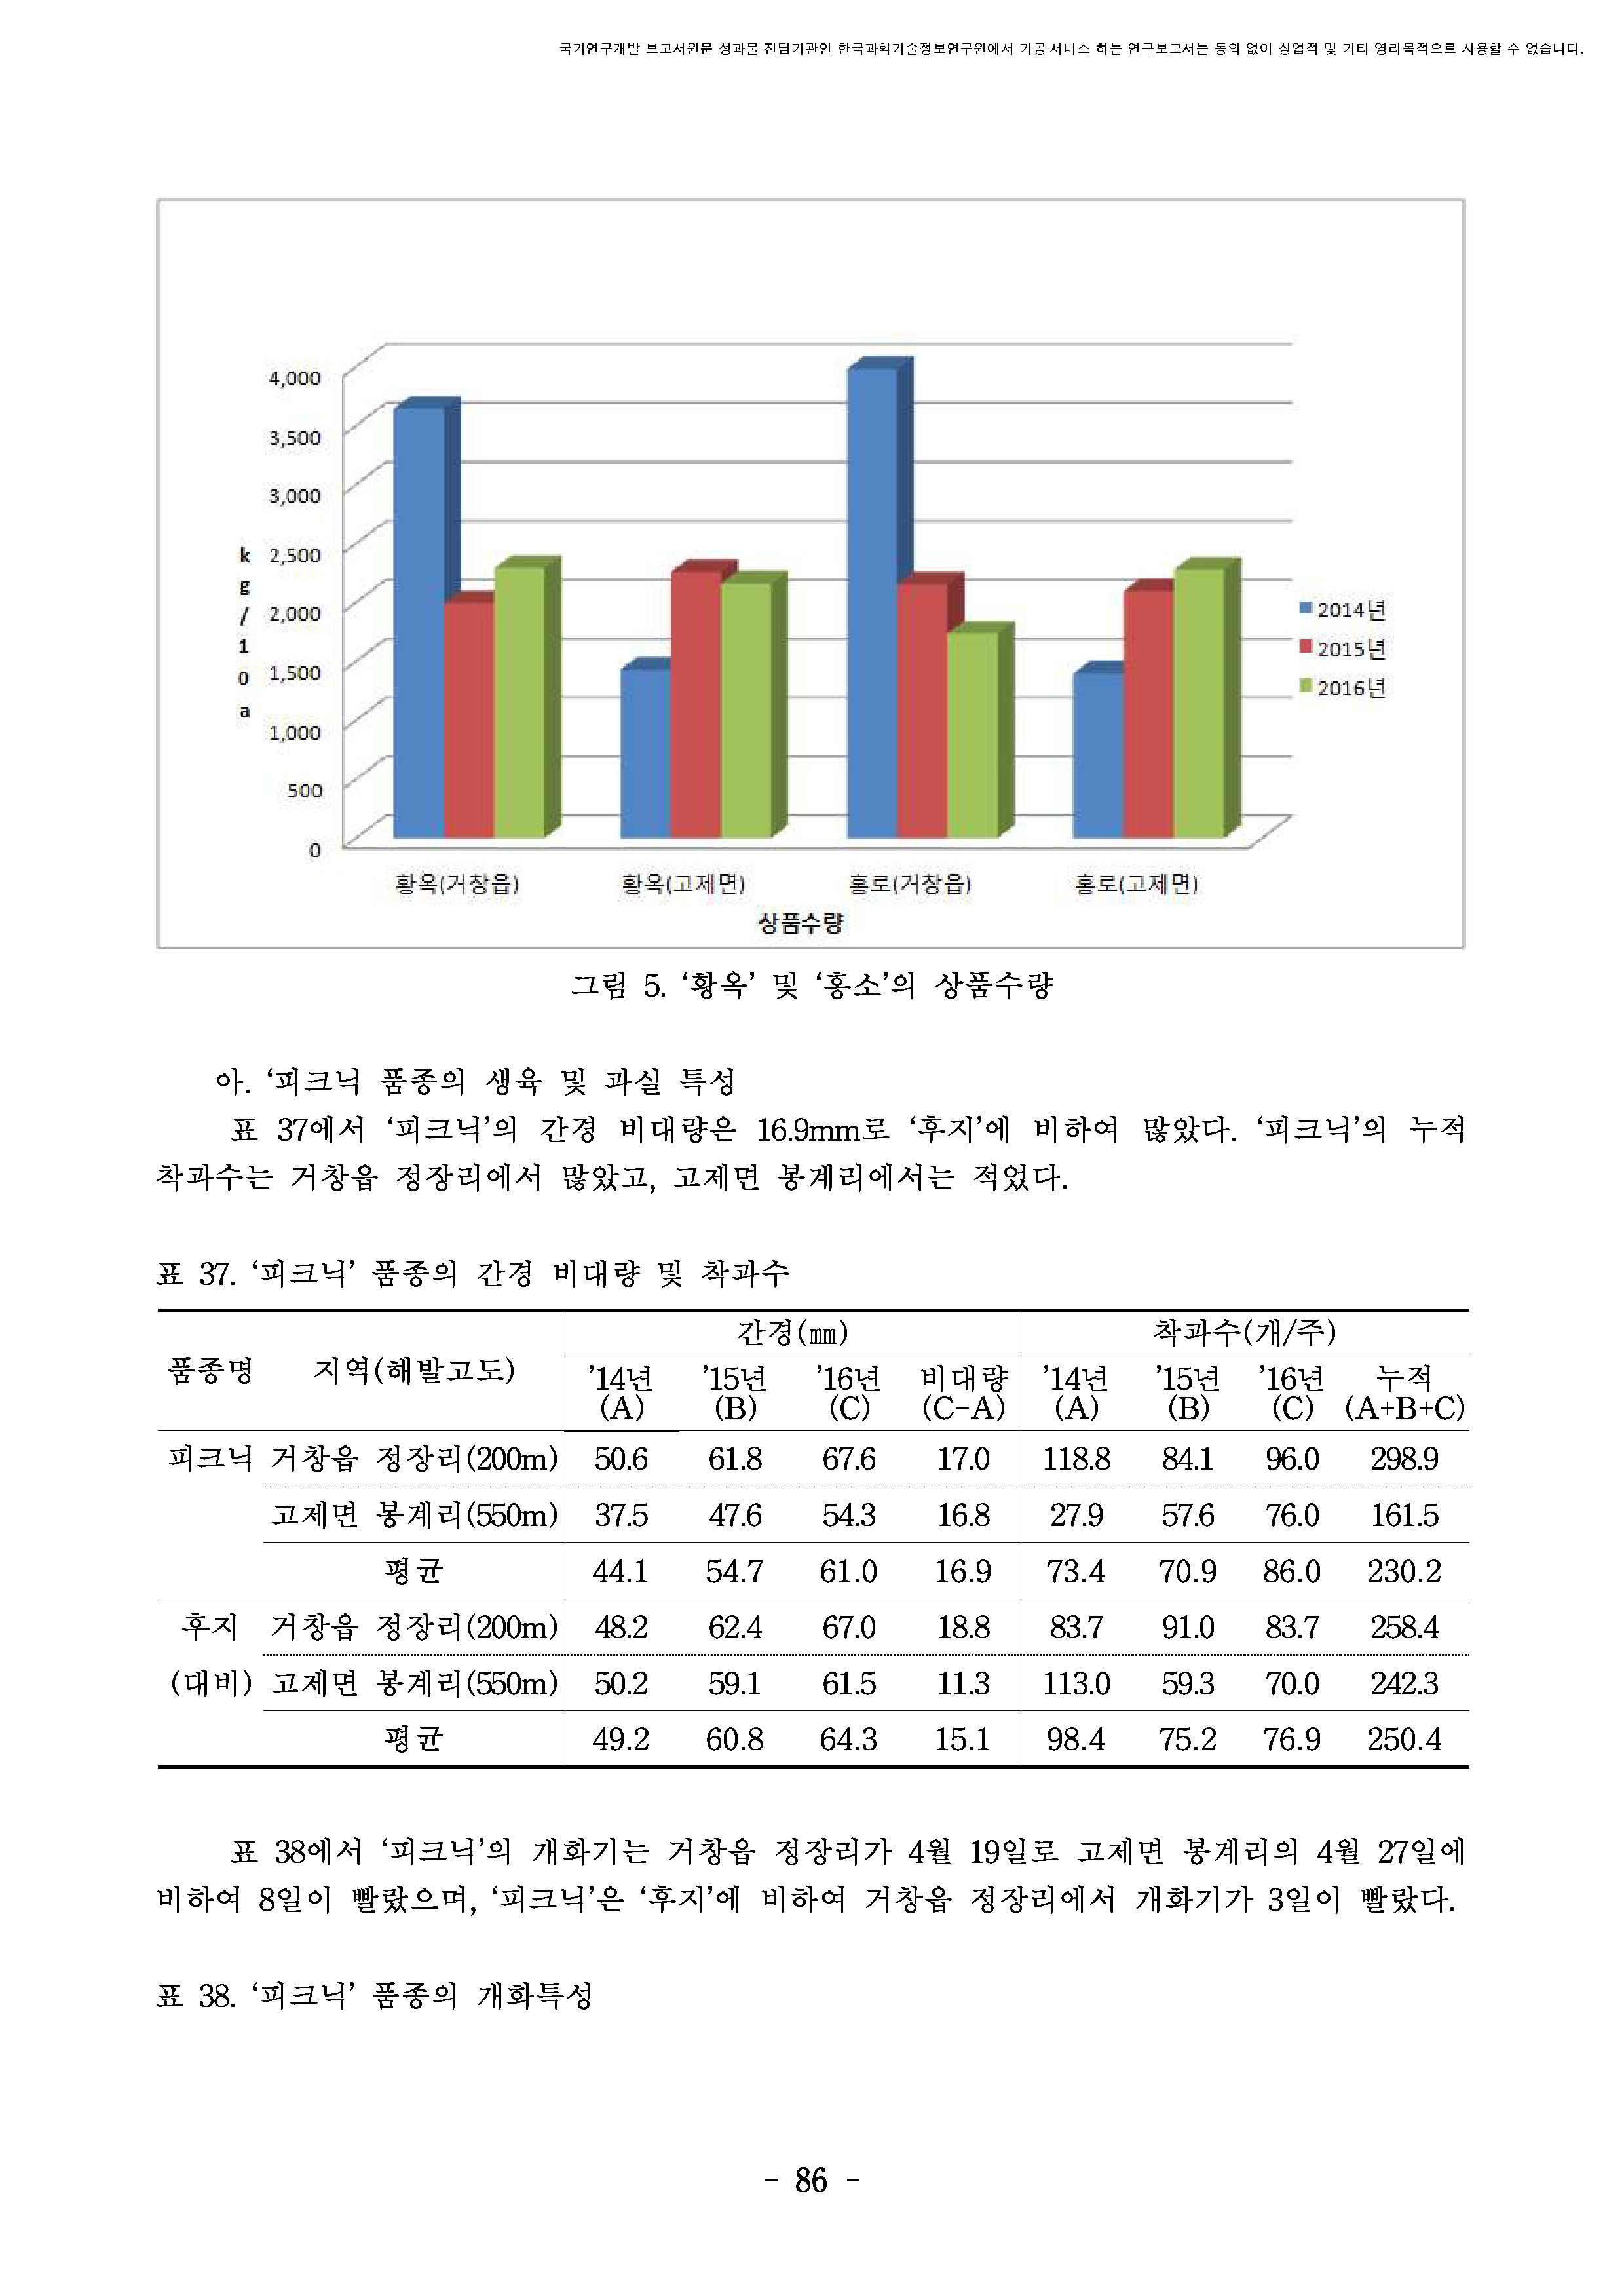 국가연구개발 보고서원문 성과물 전담기관인 한국과학기술정보연구원에서 가공·서비스 하는 연구보고서는 동의 없이 상업적 및 기타 영리목적으로 사용할 수 없습니다.
4,000
3,500
3,000
2,500
2,000
1,500
1,000
500
0
kg/10a
2014년
2015년
2016년
황옥(거창읍) 황옥(고제면) 홍로(거창읍) 홍로(고제면)
상품수량
그림 5. ‘황옥’ 및 ‘홍소’의 상품수량
아. ‘피크닉 품종의 생육 및 과실 특성
표 37에서 ‘피크닉’의 간경 비대량은 16.9mm로 ‘후지’에 비하여 많았다. ‘피크닉’의 누적
착과수는 거창읍 정장리에서 많았고, 고제면 봉계리에서는 적었다.
표 37. ‘피크닉’ 품종의 간경 비대량 및 착과수
품종명 지역(해발고도) 간경(㎜) 착과수(개/주)
’14년 ’15년 ’16년 비대량 ’14년 ’15년 ’16년 누적
(A) (B) (C) (C-A) (A) (B) (C) (A+B+C)
피크닉 거창읍 정장리(200m) 50.6 61.8 67.6 17.0 118.8 84.1 96.0 298.9
고제면 봉계리(550m) 37.5 47.6 54.3 16.8 27.9 57.6 76.0 161.5
평균 44.1 54.7 61.0 16.9 73.4 70.9 86.0 230.2
후지 거창읍 정장리(200m) 48.2 62.4 67.0 18.8 83.7 91.0 83.7 258.4
(대비) 고제면 봉계리(550m) 50.2 59.1 61.5 11.3 113.0 59.3 70.0 242.3
평균 49.2 60.8 64.3 15.1 98.4 75.2 76.9 250.4
표 38에서 ‘피크닉’의 개화기는 거창읍 정장리가 4월 19일로 고제면 봉계리의 4월 27일에
비하여 8일이 빨랐으며, ‘피크닉’은 ‘후지’에 비하여 거창읍 정장리에서 개화기가 3일이 빨랐다.
표 38. ‘피크닉’ 품종의 개화특성
- 86 -